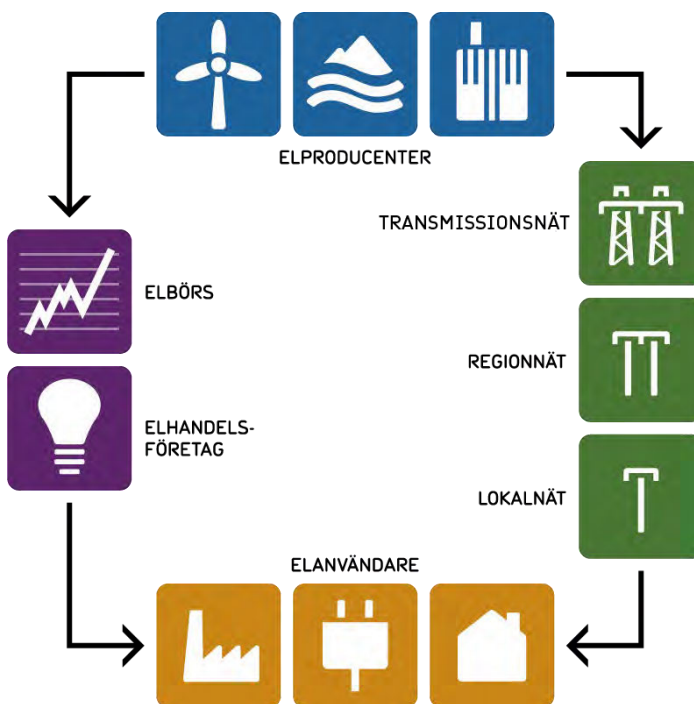 ELPRODUCENTER
TRANSMISSIONSNÄT
ELBÖRS
REGIONNÄT
ELHANDELS-
FÖRETAG
LOKALNÄT
ELANVÄNDARE